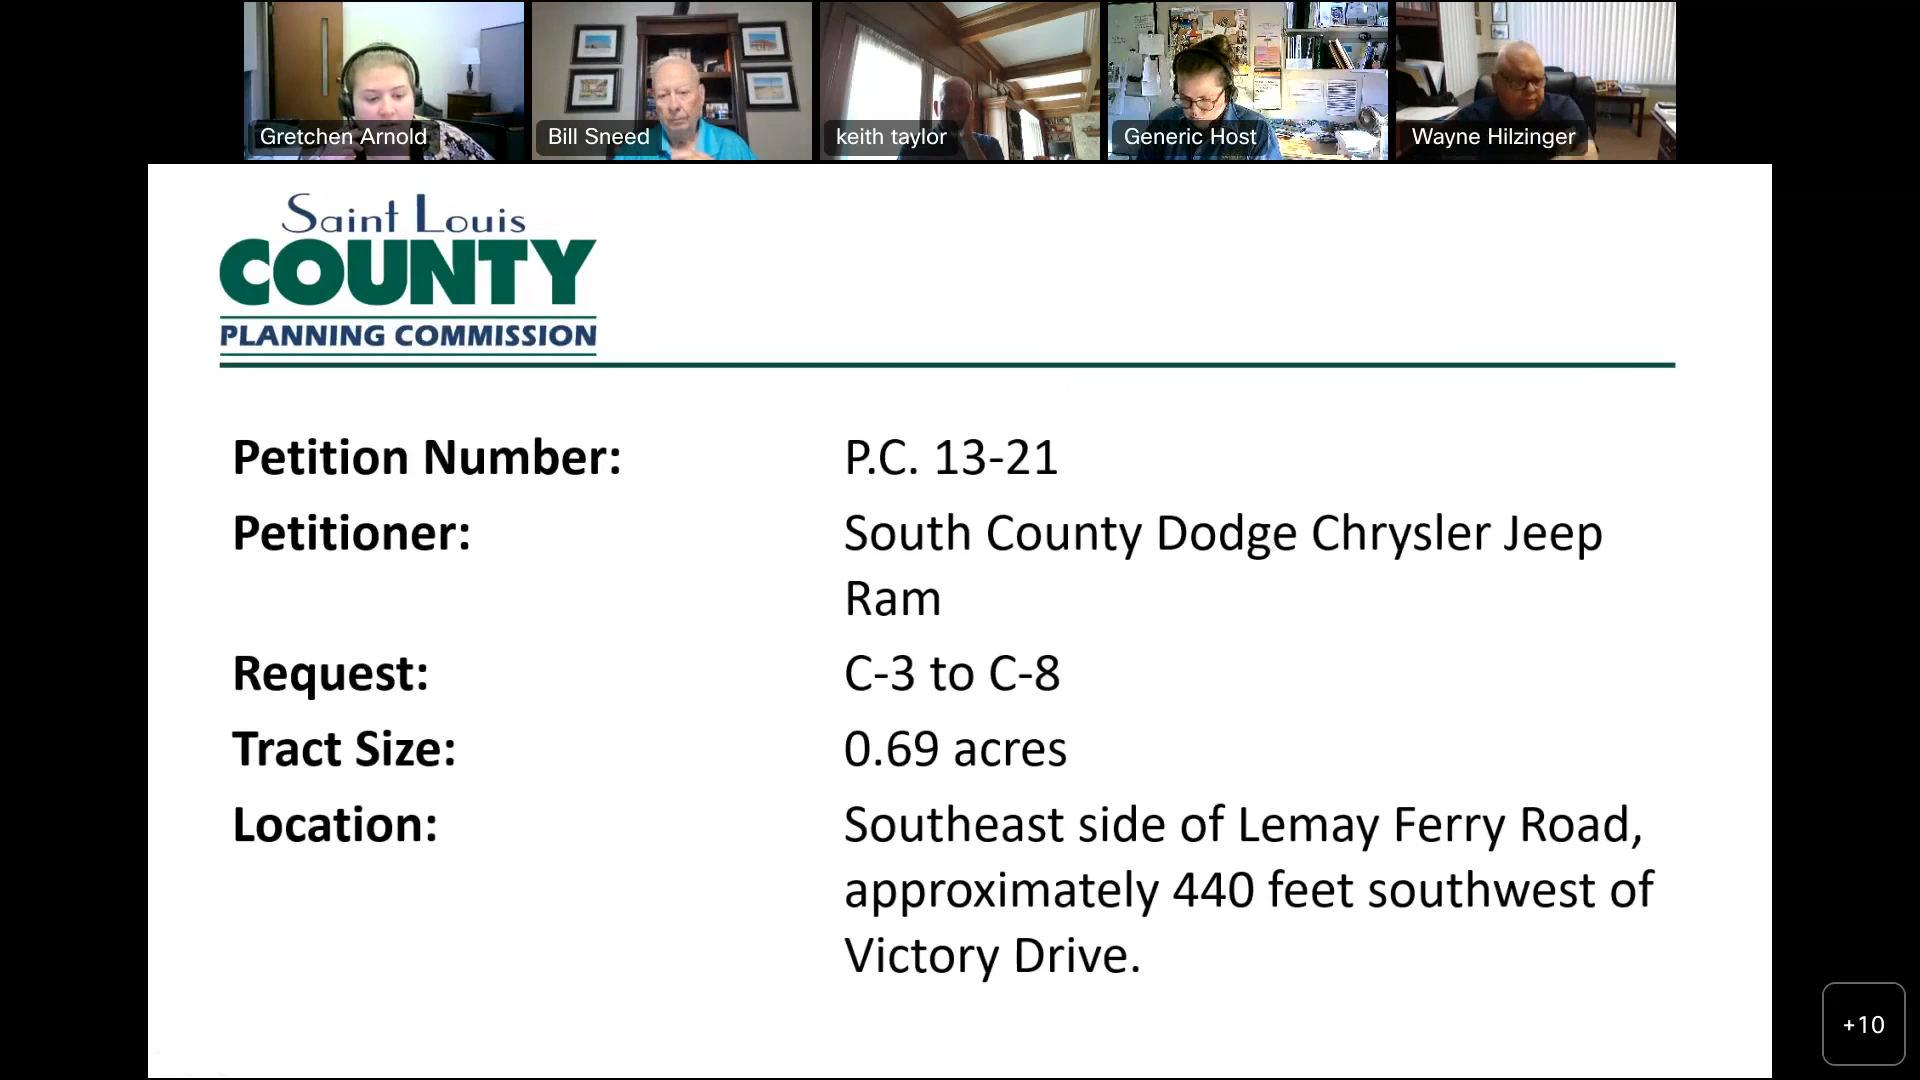 Gretchen Arnold
Bill Sneed
keith taylor
Generic Host
Wayne Hilzinger
Saint Louis
COUNTY
PLANNING COMMISSION
Petition Number: P.C. 13-21
Petitioner: South County Dodge Chrysler Jeep
Ram
Request: C-3 to C-8
Tract Size: 0.69 acres
Location: Southeast side of Lemay Ferry Road,
approximately 440 feet southwest of
Victory Drive.
+10